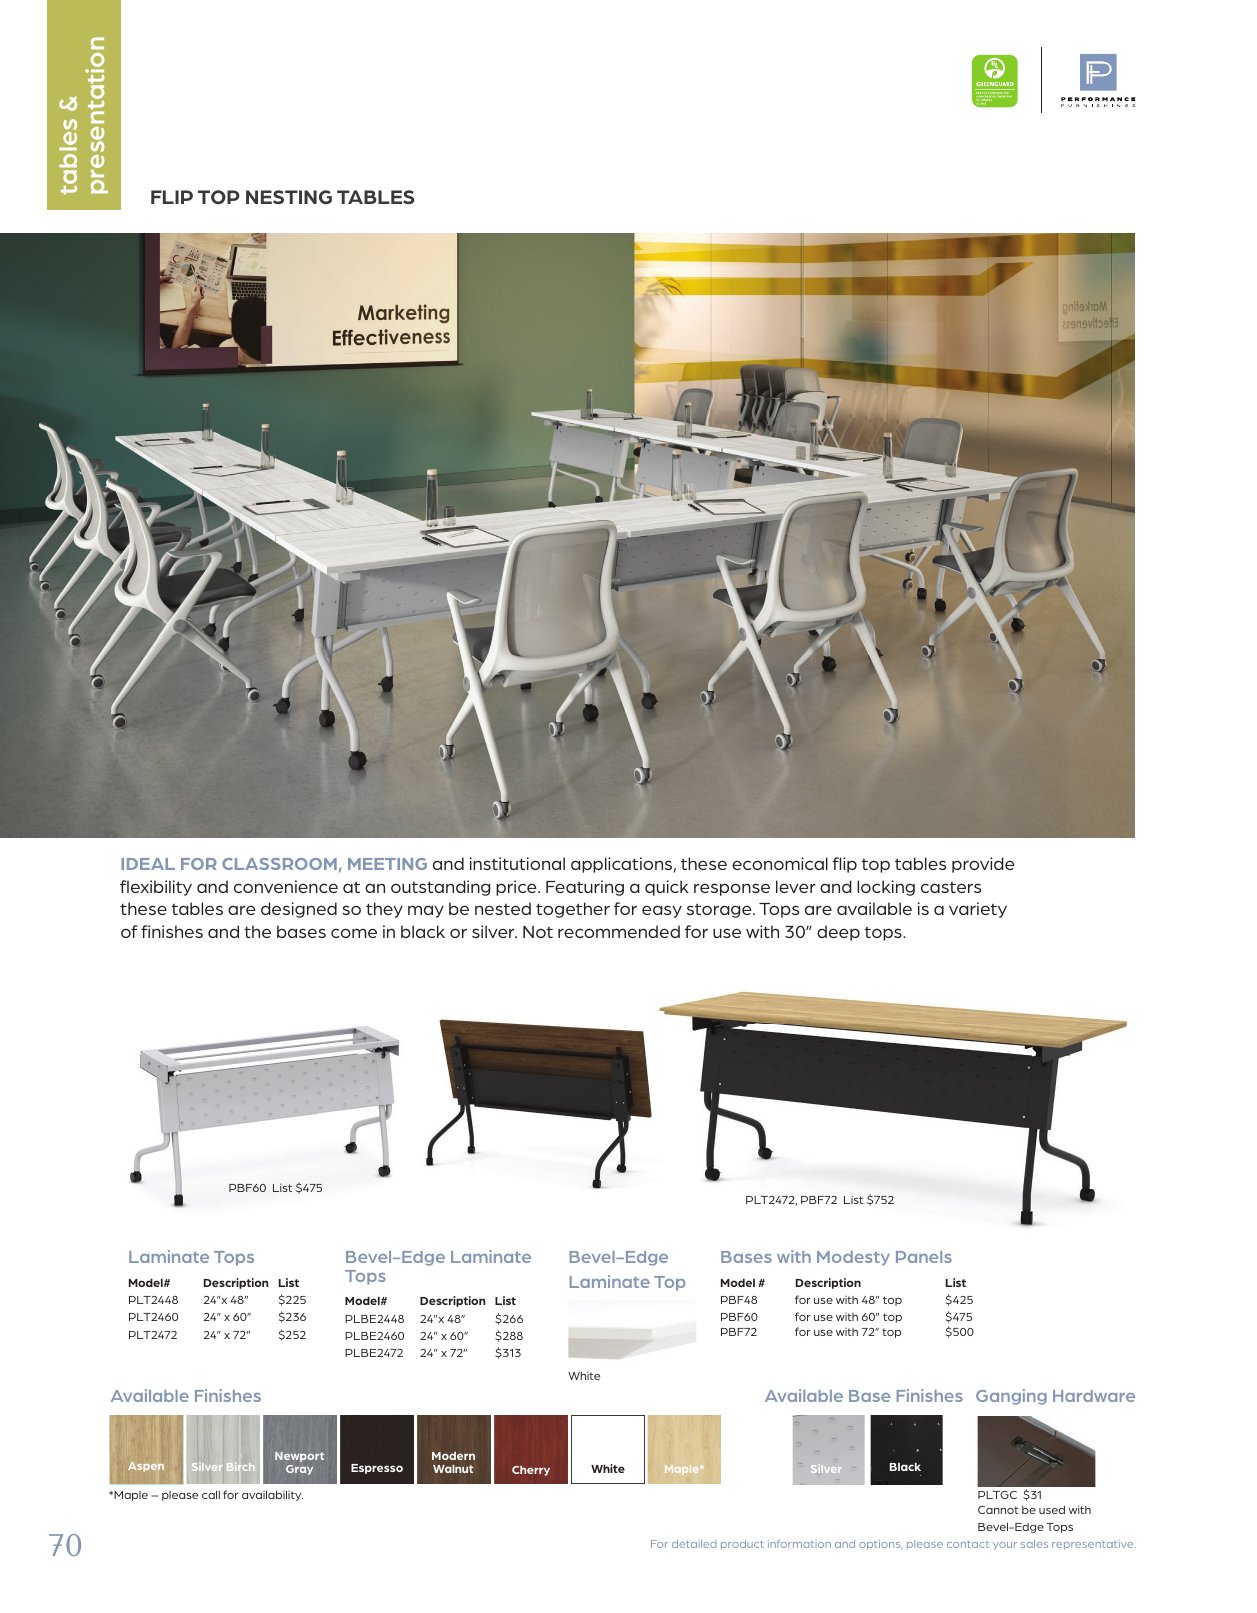 tables &
presentation
GREENGUARD
PERFORMANCE
FURNISHINGS
FLIP TOP NESTING TABLES
Marketing
Effectiveness
Marketing
Effectiveness
IDEAL FOR CLASSROOM, MEETING and institutional applications, these economical flip top tables provide
flexibility and convenience at an outstanding price. Featuring a quick response lever and locking casters
these tables are designed so they may be nested together for easy storage. Tops are available is a variety
of finishes and the bases come in black or silver. Not recommended for use with 30” deep tops.
PBF60 List $475
PLT2472, PBF72 List $752
Laminate Tops
Model# Description List
PLT2448 24”x 48” $225
PLT2460 24” x 60” $236
PLT2472 24” x 72” $252
Bevel-Edge Laminate
Tops
Model# Description List
PLBE2448 24”x 48” $266
PLBE2460 24” x 60” $288
PLBE2472 24” x 72” $313
Bevel-Edge
Laminate Top
White
Bases with Modesty Panels
Model # Description List
PBF48 for use with 48” top $425
PBF60 for use with 60” top $475
PBF72 for use with 72” top $500
Available Finishes
Aspen
Silver Birch
Newport
Gray
Espresso
Modern
Walnut
Cherry
White
Maple*
*Maple – please call for availability.
Available Base Finishes
Silver
Black
Ganging Hardware
PLTGC $31
Cannot be used with
Bevel-Edge Tops
70
For detailed product information and options, please contact your sales representative.